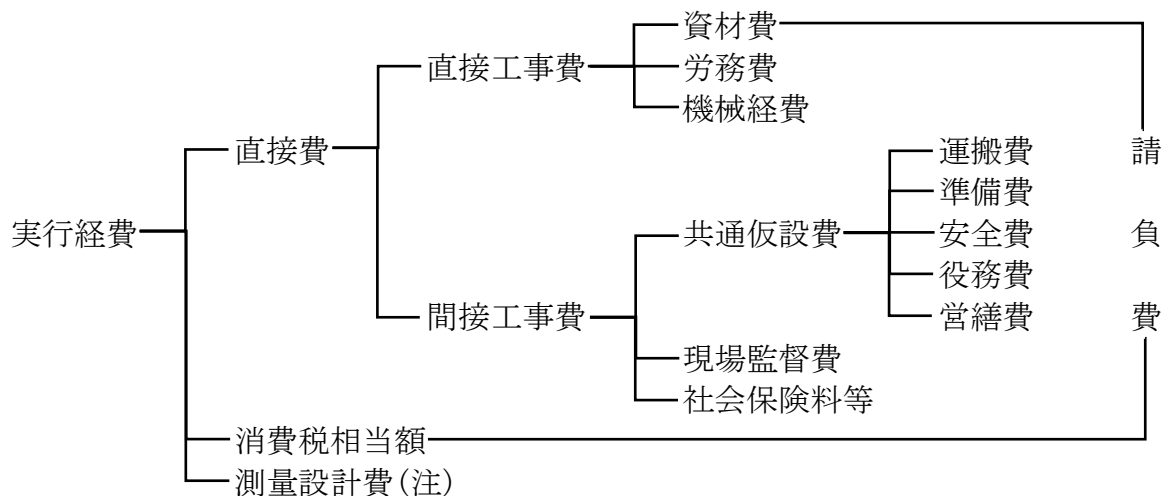 資材費
直接工事費
労務費
機械経費
直接費
運搬費
請
準備費
実行経費
共通仮設費
安全費
負
役務費
間接工事費
営繕費
費
現場監督費
社会保険料等
消費税相当額
測量設計費(注)